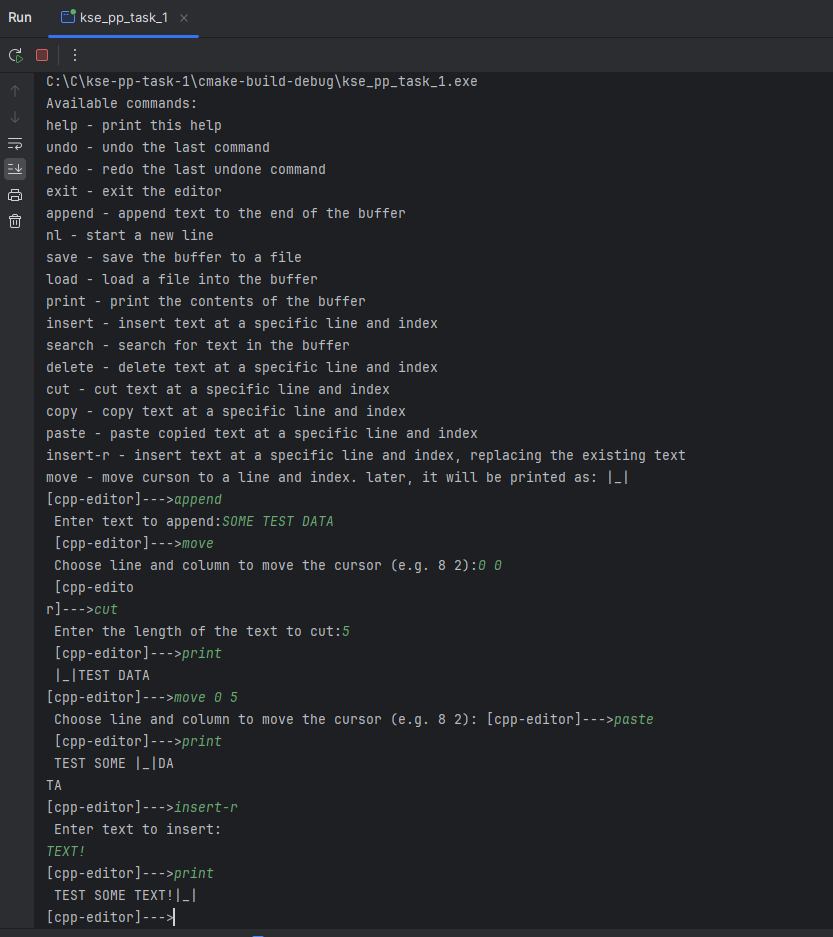 Run
kse_pp_task_1
C:\C\kse-pp-task-1\cmake-build-debug\kse_pp_task_1.exe
Available commands:
help - print this help
undo - undo the last command
redo - redo the last undone command
exit - exit the editor
append - append text to the end of the buffer
nl - start a new line
save - save the buffer to a file
load - load a file into the buffer
print - print the contents of the buffer
insert - insert text at a specific line and index
search - search for text in the buffer
delete - delete text at a specific line and index
cut - cut text at a specific line and index
copy - copy text at a specific line and index
paste - paste copied text at a specific line and index
insert-r - insert text at a specific line and index, replacing the existing text
move - move curson to a line and index. later, it will be printed as: |_|
[cpp-editor]--->append
 Enter text to append:SOME TEST DATA
 [cpp-editor]--->move
 Choose line and column to move the cursor (e.g. 8 2):0 0
 [cpp-edito
r]--->cut
 Enter the length of the text to cut:5
 [cpp-editor]--->print
 |_|TEST DATA
[cpp-editor]--->move 0 5
 Choose line and column to move the cursor (e.g. 8 2): [cpp-editor]--->paste
 [cpp-editor]--->print
 TEST SOME |_|DA
TA
[cpp-editor]--->insert-r
 Enter text to insert:
TEXT!
[cpp-editor]--->print
 TEST SOME TEXT!|_|
[cpp-editor]--->